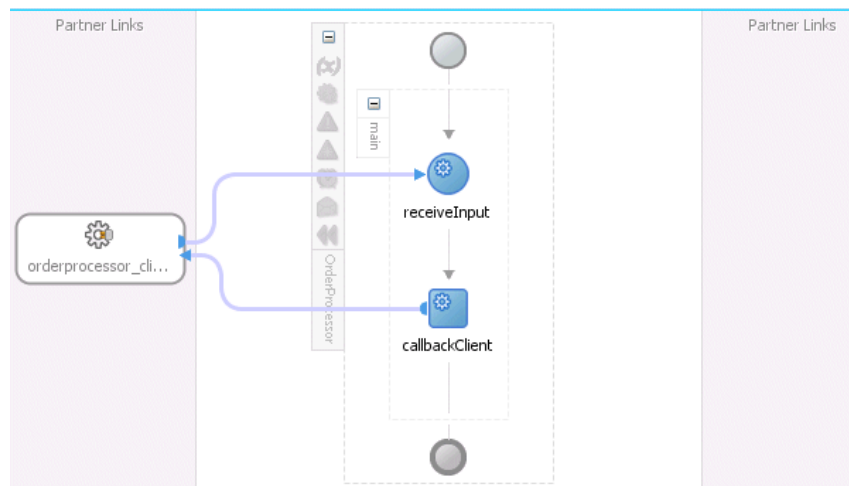 Partner Links
Partner Links
main
receiveInput
orderprocessor_cli...
OrderProcessor
callbackClient